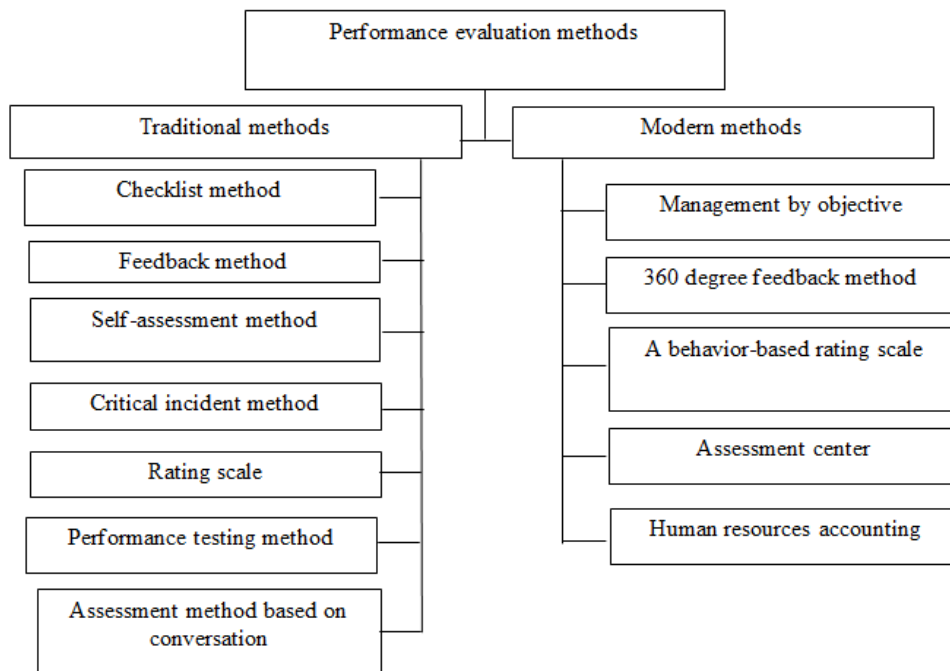 Performance evaluation methods
Traditional methods
Modern methods
Checklist method
Feedback method
Self-assessment method
Critical incident method
Rating scale
Performance testing method
Assessment method based on
conversation
Management by objective
360 degree feedback method
A behavior-based rating scale
Assessment center
Human resources accounting